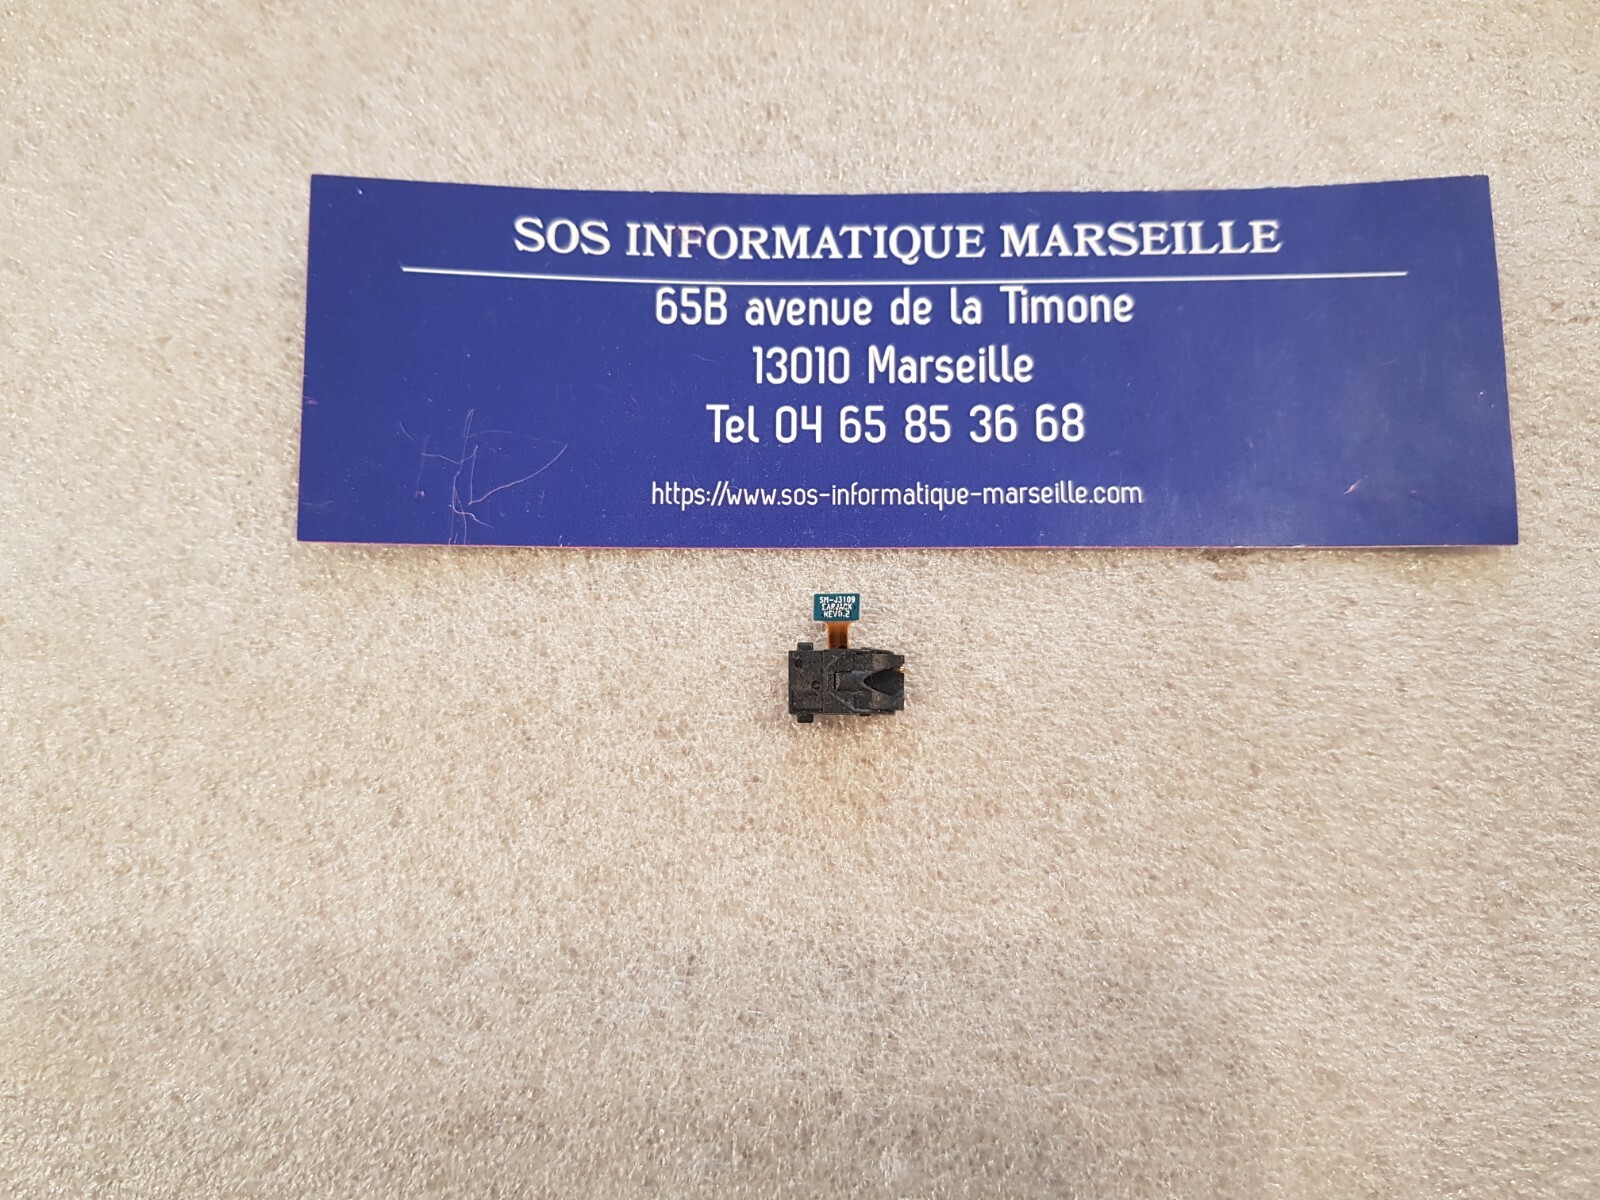 SOS INFORMATIQUE MARSEILLE
65B avenue de la Timone
13010 Marseille
Tel 04 65 85 36 68
https://www.sos-informatique-marseille.com
SM-J3109
EARJACK
REV0.2